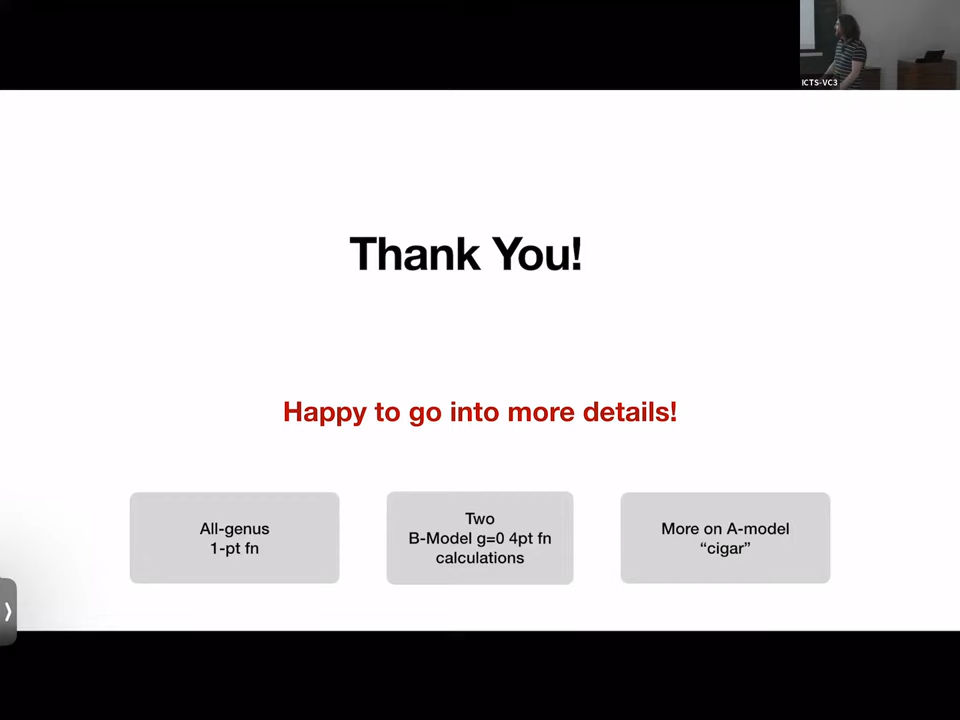 ICTS-VC3
Thank You!
Happy to go into more details!
All-genus
1-pt fn
Two
B-Model g=0 4pt fn
calculations
More on A-model
“cigar”